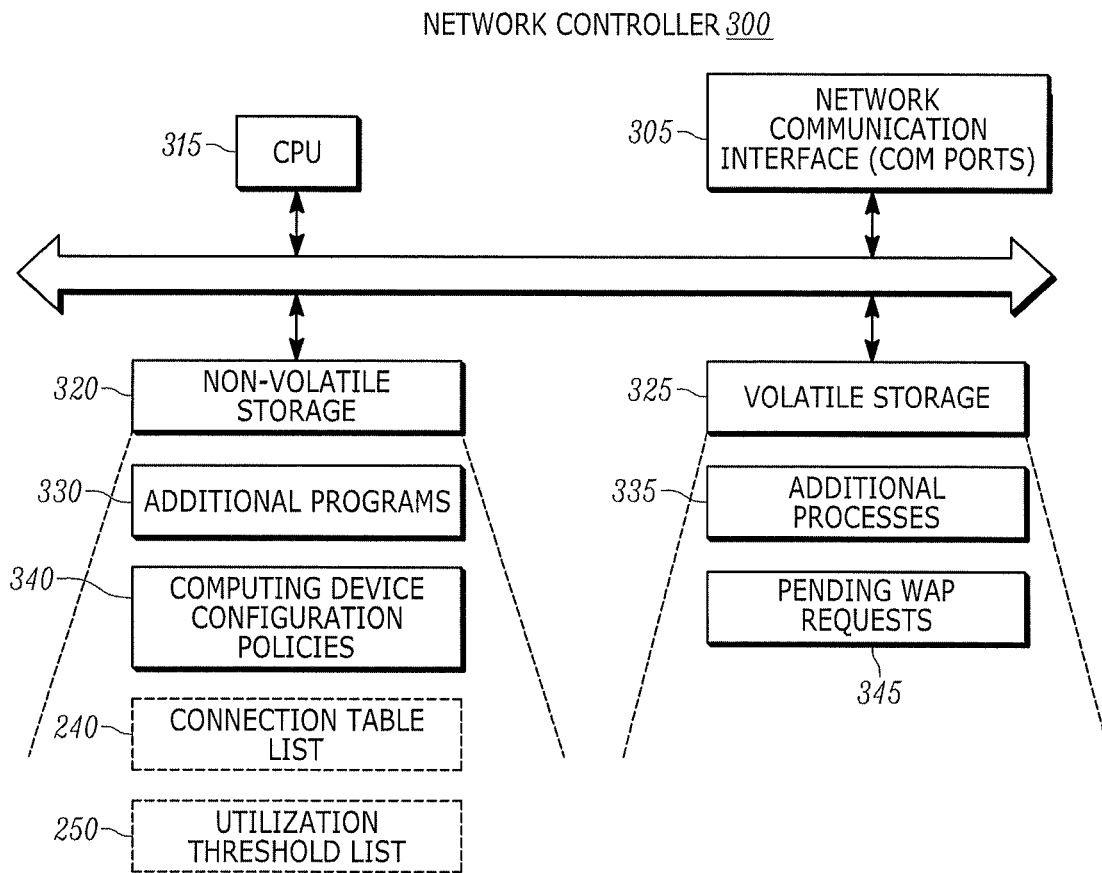 NETWORK CONTROLLER 300
315
CPU
305
NETWORK
COMMUNICATION
INTERFACE (COM PORTS)
320
NON-VOLATILE
STORAGE
325
VOLATILE STORAGE
330
ADDITIONAL PROGRAMS
335
ADDITIONAL
PROCESSES
340
COMPUTING DEVICE
CONFIGURATION
POLICIES
PENDING WAP
REQUESTS
345
240
CONNECTION TABLE
LIST
250
UTILIZATION
THRESHOLD LIST